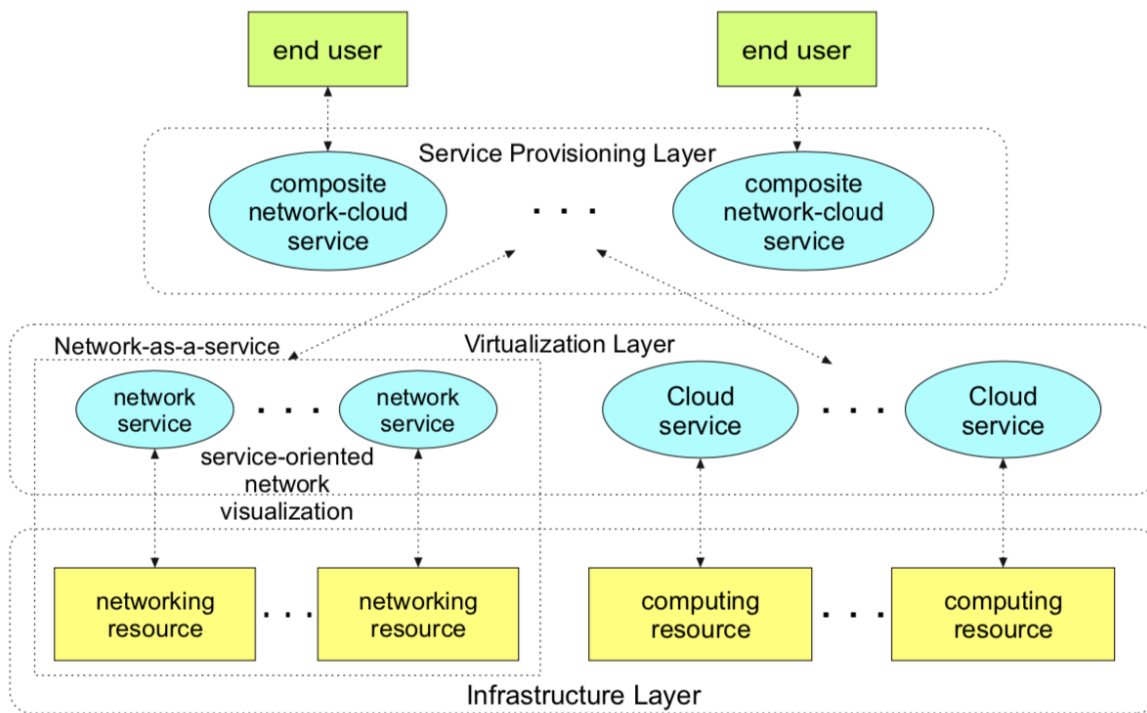 end user
end user
Service Provisioning Layer
composite
network-cloud
service
. . .
composite
network-cloud
service
Network-as-a-service
Virtualization Layer
network
service
. . .
network
service
Cloud
service
. . .
Cloud
service
service-oriented
network
visualization
networking
resource
. . .
networking
resource
computing
resource
. . .
computing
resource
Infrastructure Layer